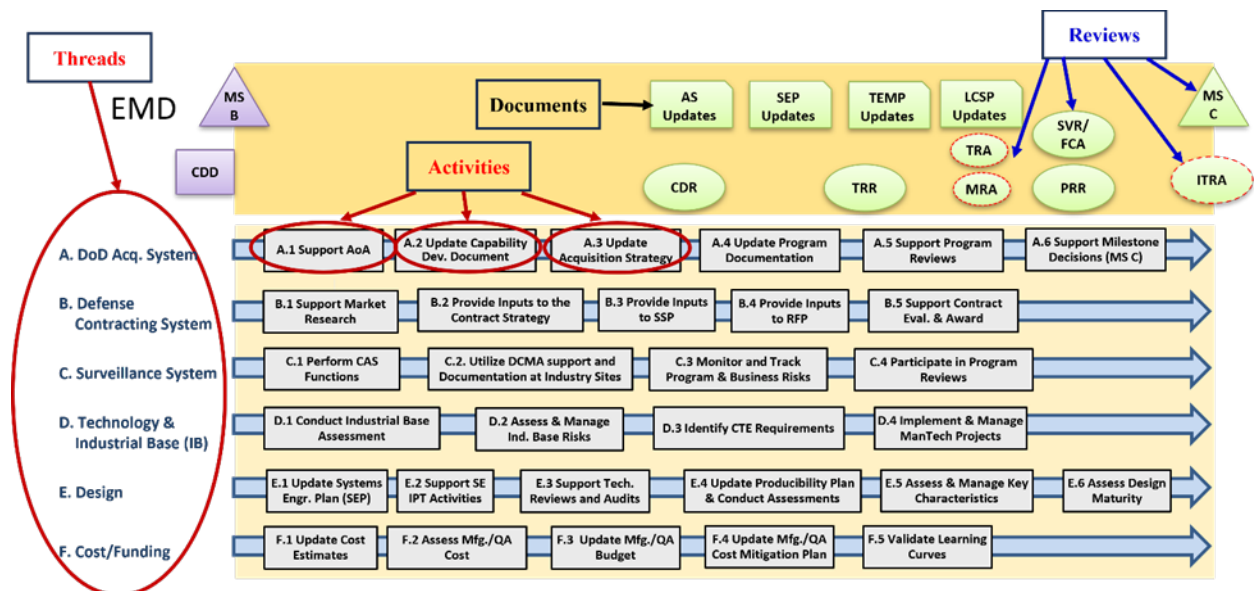 Threads
Reviews
EMD
MS
B
Documents
AS
Updates
SEP
Updates
TEMP
Updates
LCSP
Updates
MS
C
SVR/
FCA
TRA
CDD
Activities
CDR
TRR
MRA
PRR
ITRA
A. DoD Acq. System
A.1 Support AoA
A.2 Update Capability
Dev. Document
A.3 Update
Acquisition Strategy
A.4 Update Program
Documentation
A.5 Support Program
Reviews
A.6 Support Milestone
Decisions (MS C)
B. Defense
Contracting System
B.1 Support Market
Research
B.2 Provide Inputs to the
Contract Strategy
B.3 Provide Inputs
to SSP
B.4 Provide Inputs
to RFP
B.5 Support Contract
Eval. & Award
C. Surveillance System
C.1 Perform CAS
Functions
C.2. Utilize DCMA support and
Documentation at Industry Sites
C.3 Monitor and Track
Program & Business Risks
C.4 Participate in Program
Reviews
D. Technology &
Industrial Base (IB)
D.1 Conduct Industrial Base
Assessment
D.2 Assess & Manage
Ind. Base Risks
D.3 Identify CTE Requirements
D.4 Implement & Manage
ManTech Projects
E. Design
E.1 Update Systems
Engr. Plan (SEP)
E.2 Support SE
IPT Activities
E.3 Support Tech.
Reviews and Audits
E.4 Update Producibility Plan
& Conduct Assessments
E.5 Assess & Manage Key
Characteristics
E.6 Assess Design
Maturity
F. Cost/Funding
F.1 Update Cost
Estimates
F.2 Assess Mfg./QA
Cost
F.3 Update Mfg./QA
Budget
F.4 Update Mfg./QA
Cost Mitigation Plan
F.5 Validate Learning
Curves